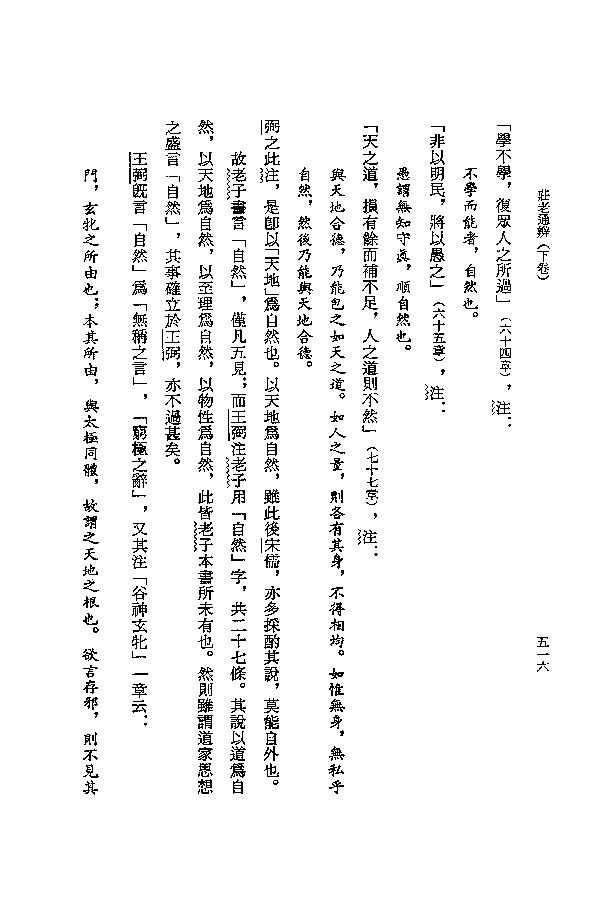 莊老通辨（下卷）
五一六
「學不學，復眾人之所過」（六十四章），注：
不學而能者，自然也。
「非以明民，將以愚之」（六十五章），注：
愚謂無知守眞，順自然也。
「天之道，損有餘而補不足，人之道則不然」（七十七章），注：
與天地合德，乃能包之如天之道。如人之量，則各有其身，不得相均。如惟無身，無私乎
自然，然後乃能與天地合德。
弼之此注，是卽以「天地」爲自然也。以天地爲自然，雖此後宋儒，亦多採酌其說，莫能自外也。
故老子書言「自然」，僅凡五見；而王弼注老子用「自然」字，共二十七條。其說以道爲自
然，以天地爲自然，以至理爲自然，以物性爲自然，此皆老子本書所未有也。然則雖謂道家思想
之盛言「自然」，其事確立於王弼，亦不過甚矣。
王弼旣言「自然」爲「無稱之言」，「窮極之辭」，又其注「谷神玄牝」一章云：
門，玄牝之所由也；本其所由，與太極同體，故謂之天地之根也。欲言存邪，則不見其